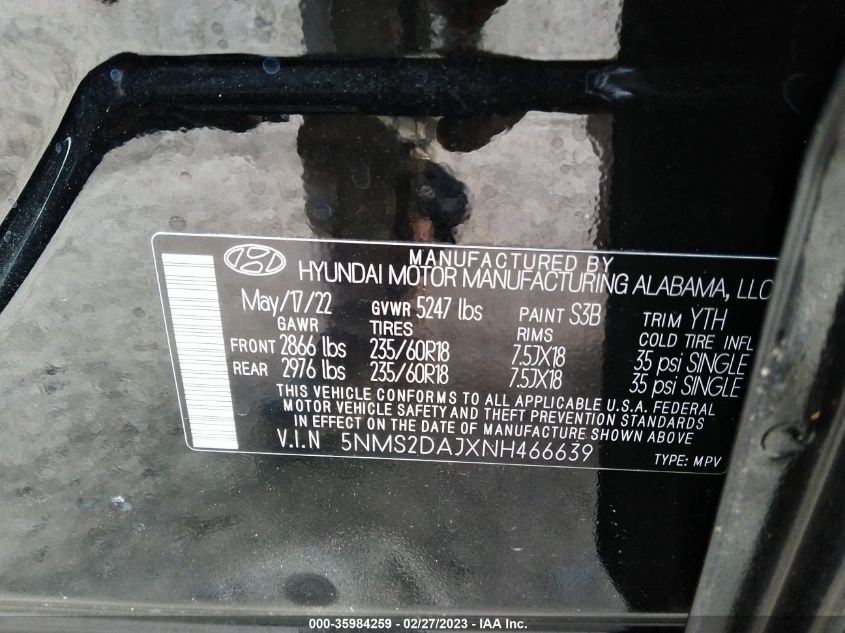 MANUFACTURED BY
HYUNDAI MOTOR MANUFACTURING ALABAMA, LLC
May/17/22 GVWR 5247 lbs PAINT S3B TRIM YTH
GAWR TIRES RIMS COLD TIRE INFL
FRONT 2866 lbs 235/60R18 7.5JX18 35 psi SINGLE
REAR 2976 lbs 235/60R18 7.5JX18 35 psi SINGLE
THIS VEHICLE CONFORMS TO ALL APPLICABLE U.S.A. FEDERAL
MOTOR VEHICLE SAFETY AND THEFT PREVENTION STANDARDS
IN EFFECT ON THE DATE OF MANUFACTURE SHOWN ABOVE
V.I.N 5NMS2DAJXNH466639 TYPE: MPV
000-35984259 - 02/27/2023 - IAA Inc.